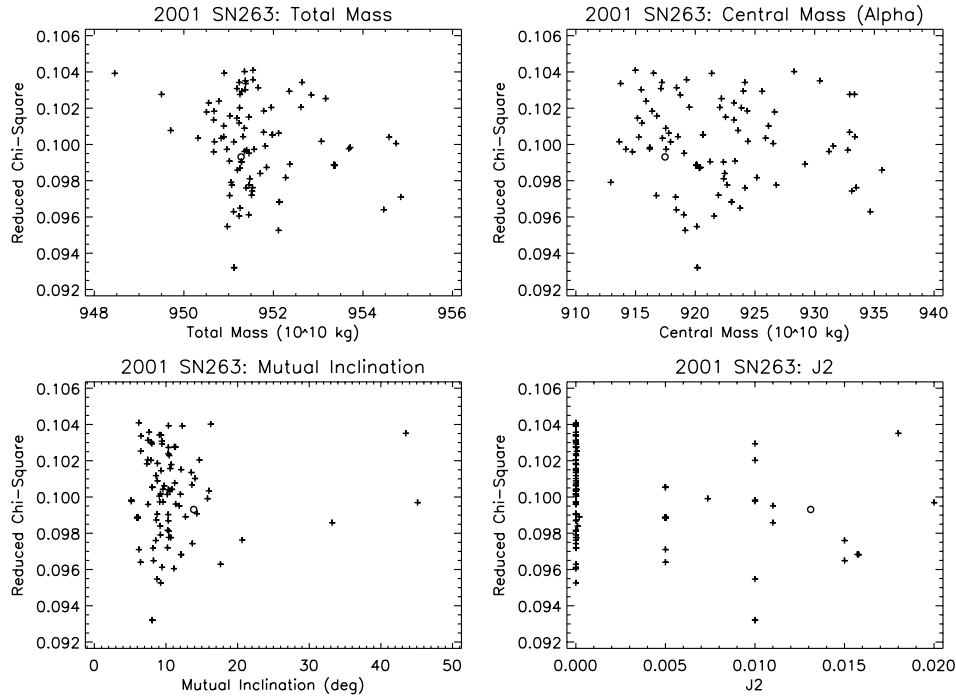 2001 SN263: Total Mass
0.106
0.104
0.102
0.100
0.098
0.096
0.094
0.092
Reduced Chi-Square
948 950 952 954 956
Total Mass (10^10 kg)
2001 SN263: Central Mass (Alpha)
0.106
0.104
0.102
0.100
0.098
0.096
0.094
0.092
Reduced Chi-Square
910 915 920 925 930 935 940
Central Mass (10^10 kg)
2001 SN263: Mutual Inclination
0.106
0.104
0.102
0.100
0.098
0.096
0.094
0.092
Reduced Chi-Square
0 10 20 30 40 50
Mutual Inclination (deg)
2001 SN263: J2
0.106
0.104
0.102
0.100
0.098
0.096
0.094
0.092
Reduced Chi-Square
0.000 0.005 0.010 0.015 0.020
J2